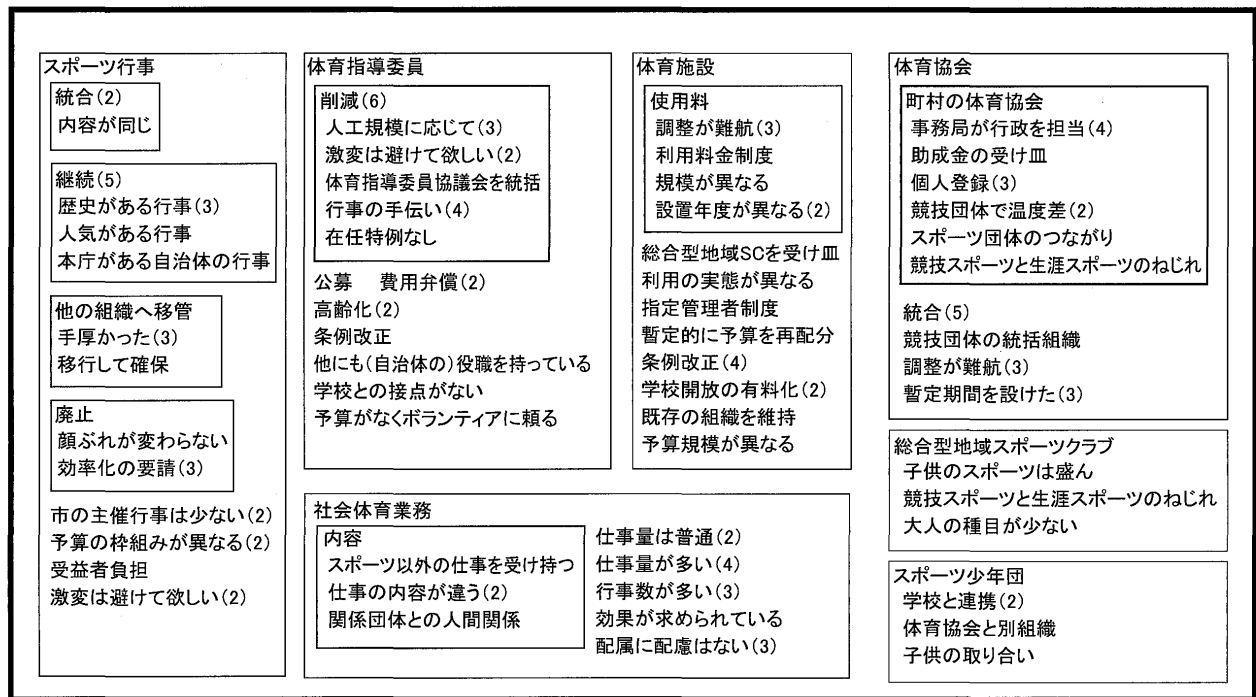 スポーツ行事
統合(2)
内容が同じ
継続(5)
歴史がある行事(3)
人気がある行事
本庁がある自治体の行事
他の組織へ移管
手厚かった(3)
移行して確保
廃止
顔ぶれが変わらない
効率化の要請(3)
市の主催行事は少ない(2)
予算の枠組みが異なる(2)
受益者負担
激変は避けて欲しい(2)
体育指導委員
削減(6)
人工規模に応じて(3)
激変は避けて欲しい(2)
体育指導委員協議会を統括
行事の手伝い(4)
在任特例なし
公募　費用弁償(2)
高齢化(2)
条例改正
他にも(自治体の)役職を持っている
学校との接点がない
予算がなくボランティアに頼る
体育施設
使用料
調整が難航(3)
利用料金制度
規模が異なる
設置年度が異なる(2)
総合型地域SCを受け皿
利用の実態が異なる
指定管理者制度
暫定的に予算を再配分
条例改正(4)
学校開放の有料化(2)
既存の組織を維持
予算規模が異なる
社会体育業務
内容
スポーツ以外の仕事を受け持つ
仕事の内容が違う(2)
関係団体との人間関係
仕事量は普通(2)
仕事量が多い(4)
行事数が多い(3)
効果が求められている
配属に配慮はない(3)
体育協会
町村の体育協会
事務局が行政を担当(4)
助成金の受け皿
個人登録(3)
競技団体で温度差(2)
スポーツ団体のつながり
競技スポーツと生涯スポーツのねじれ
統合(5)
競技団体の統括組織
調整が難航(3)
暫定期間を設けた(3)
総合型地域スポーツクラブ
子供のスポーツは盛ん
競技スポーツと生涯スポーツのねじれ
大人の種目が少ない
スポーツ少年団
学校と連携(2)
体育協会と別組織
子供の取り合い